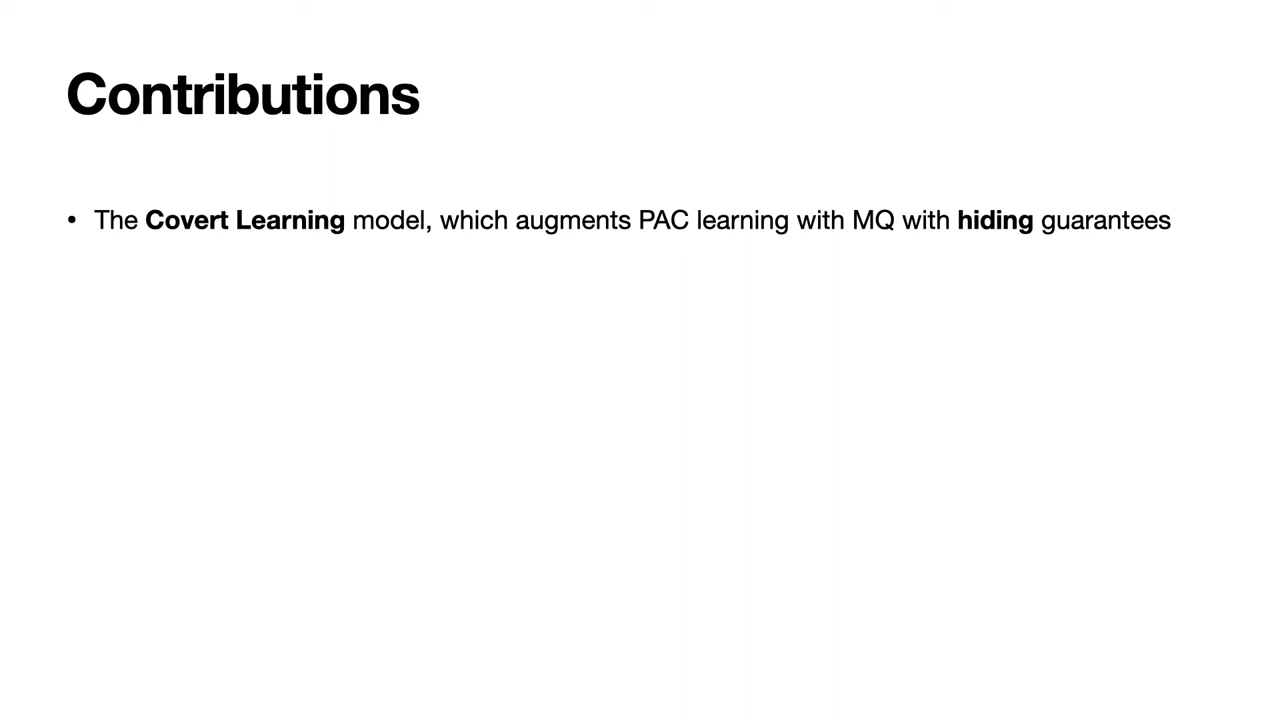 Contributions
• The Covert Learning model, which augments PAC learning with MQ with hiding guarantees